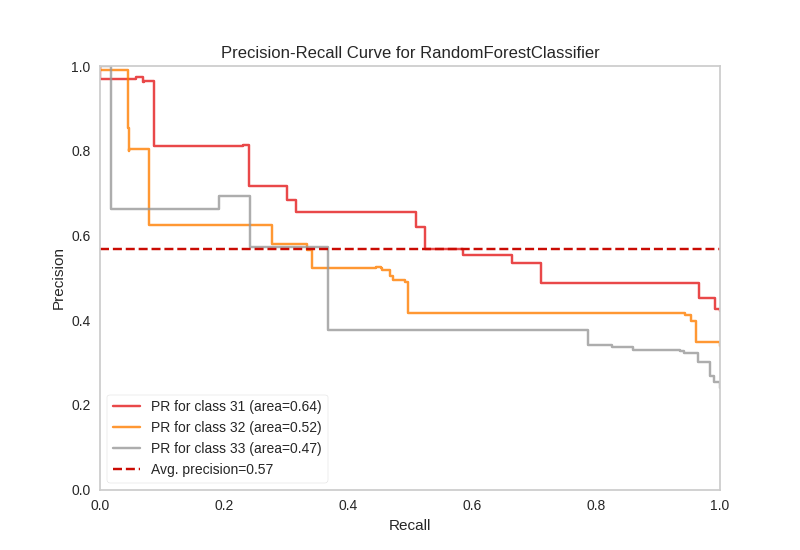 Precision-Recall Curve for RandomForestClassifier
1.0
0.8
0.6
0.4
0.2
0.0
Precision
PR for class 31 (area=0.64)
PR for class 32 (area=0.52)
PR for class 33 (area=0.47)
Avg. precision=0.57
0.0 0.2 0.4 0.6 0.8 1.0
Recall